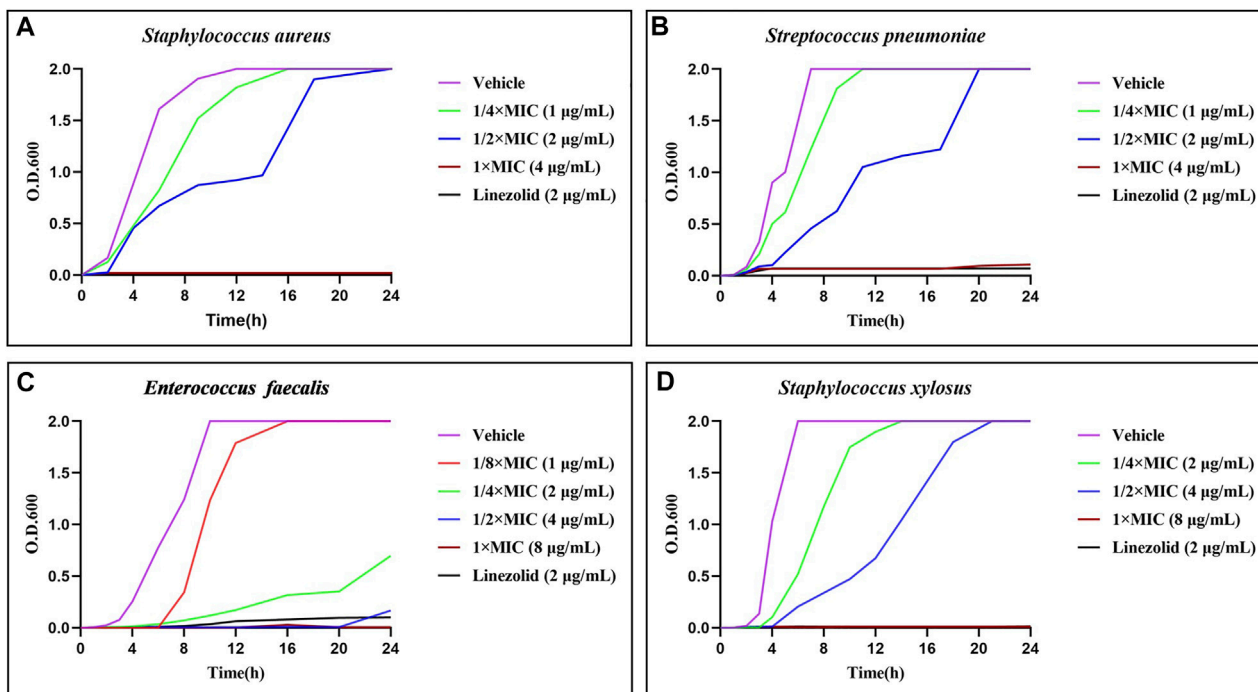 A
Staphylococcus aureus
O.D.600
2.0
1.5
1.0
0.5
0.0
0 4 8 12 16 20 24
Time(h)
Vehicle
1/4×MIC (1 μg/mL)
1/2×MIC (2 μg/mL)
1×MIC (4 μg/mL)
Linezolid (2 μg/mL)
B
Streptococcus pneumoniae
O.D.600
2.0
1.5
1.0
0.5
0.0
0 4 8 12 16 20 24
Time(h)
Vehicle
1/4×MIC (1 μg/mL)
1/2×MIC (2 μg/mL)
1×MIC (4 μg/mL)
Linezolid (2 μg/mL)
C
Enterococcus faecalis
O.D.600
2.0
1.5
1.0
0.5
0.0
0 4 8 12 16 20 24
Time(h)
Vehicle
1/8×MIC (1 μg/mL)
1/4×MIC (2 μg/mL)
1/2×MIC (4 μg/mL)
1×MIC (8 μg/mL)
Linezolid (2 μg/mL)
D
Staphylococcus xylosus
O.D.600
2.0
1.5
1.0
0.5
0.0
0 4 8 12 16 20 24
Time(h)
Vehicle
1/4×MIC (2 μg/mL)
1/2×MIC (4 μg/mL)
1×MIC (8 μg/mL)
Linezolid (2 μg/mL)